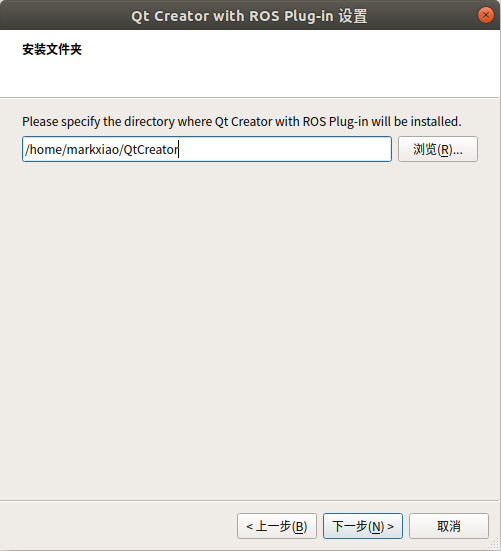 Qt Creator with ROS Plug-in 设置
安装文件夹
Please specify the directory where Qt Creator with ROS Plug-in will be installed.
/home/markxiao/QtCreator
浏览(R)...
< 上一步(B)
下一步(N) >
取消